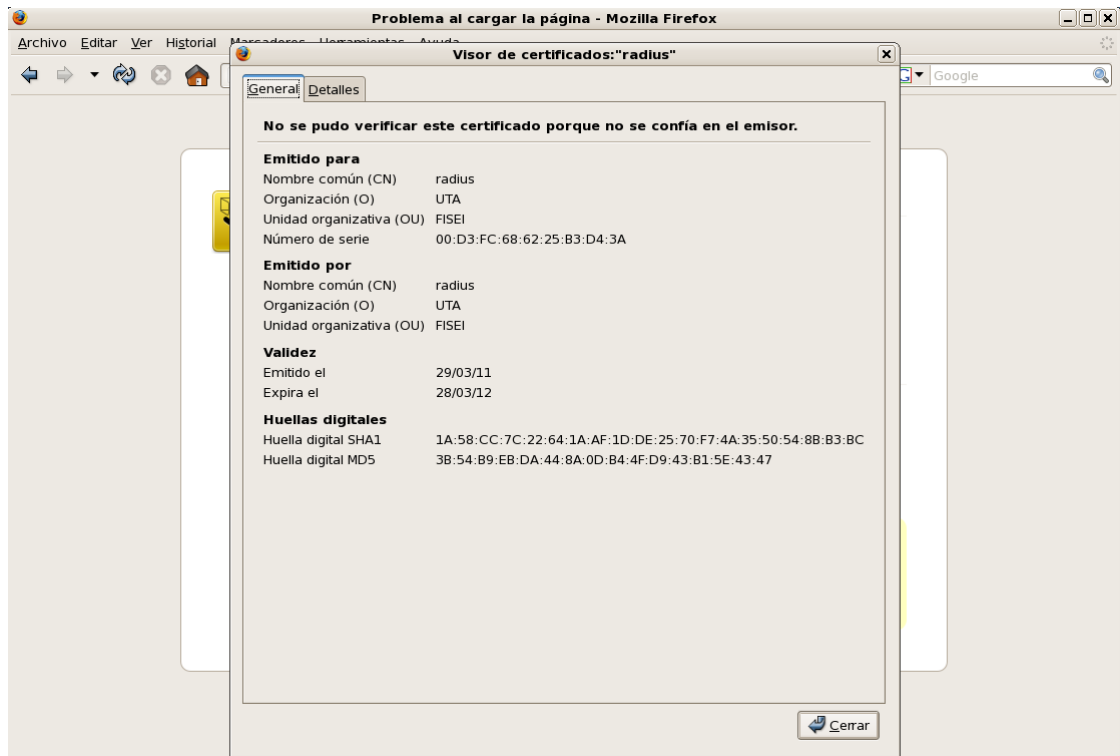 Problema al cargar la página - Mozilla Firefox
Archivo Editar Ver Historial Marcadores Herramientas Ayuda
Google
Visor de certificados:"radius"
General Detalles
No se pudo verificar este certificado porque no se confía en el emisor.
Emitido para
Nombre común (CN) radius
Organización (O) UTA
Unidad organizativa (OU) FISEI
Número de serie 00:D3:FC:68:62:25:B3:D4:3A
Emitido por
Nombre común (CN) radius
Organización (O) UTA
Unidad organizativa (OU) FISEI
Validez
Emitido el 29/03/11
Expira el 28/03/12
Huellas digitales
Huella digital SHA1 1A:58:CC:7C:22:64:1A:AF:1D:DE:25:70:F7:4A:35:50:54:8B:B3:BC
Huella digital MD5 3B:54:B9:EB:DA:44:8A:0D:B4:4F:D9:43:B1:5E:43:47
Cerrar